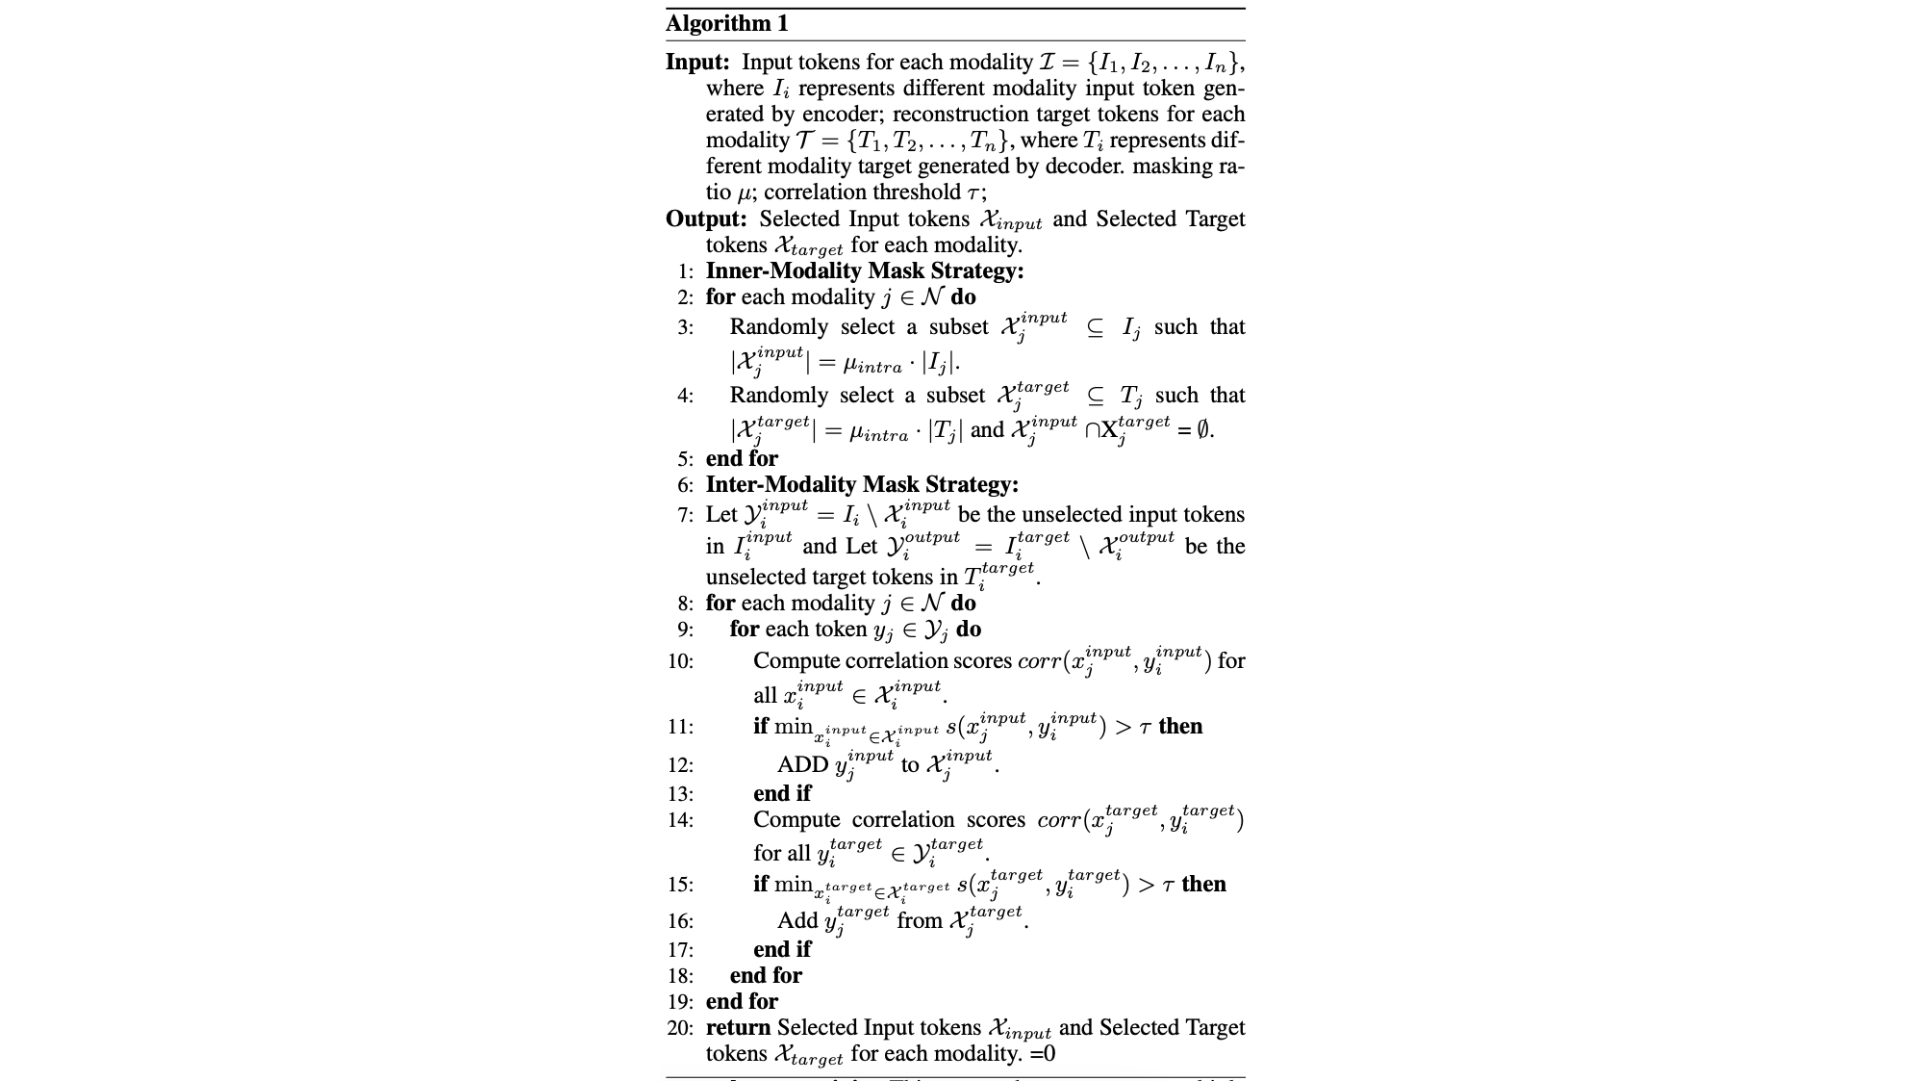 Algorithm 1
Input: Input tokens for each modality $\mathcal{I} = \{I_1, I_2, \ldots, I_n\}$,
where $I_i$ represents different modality input token gen-
erated by encoder; reconstruction target tokens for each
modality $\mathcal{T} = \{T_1, T_2, \ldots, T_n\}$, where $T_i$ represents dif-
ferent modality target generated by decoder. masking ra-
tio $\mu$; correlation threshold $\tau$;
Output: Selected Input tokens $\mathcal{X}_{input}$ and Selected Target
tokens $\mathcal{X}_{target}$ for each modality.
1: Inner-Modality Mask Strategy:
2: for each modality $j \in \mathcal{N}$ do
3: Randomly select a subset $\mathcal{X}_j^{input} \subseteq I_j$ such that
$|\mathcal{X}_j^{input}| = \mu_{intra} \cdot |I_j|$.
4: Randomly select a subset $\mathcal{X}_j^{target} \subseteq T_j$ such that
$|\mathcal{X}_j^{target}| = \mu_{intra} \cdot |T_j|$ and $\mathcal{X}_j^{input} \cap \mathrm{X}_j^{target} = \emptyset$.
5: end for
6: Inter-Modality Mask Strategy:
7: Let $\mathcal{Y}_i^{input} = I_i \setminus \mathcal{X}_i^{input}$ be the unselected input tokens
in $I_i^{input}$ and Let $\mathcal{Y}_i^{output} = I_i^{target} \setminus \mathcal{X}_i^{output}$ be the
unselected target tokens in $T_i^{target}$.
8: for each modality $j \in \mathcal{N}$ do
9: for each token $y_j \in \mathcal{Y}_j$ do
10: Compute correlation scores $corr(x_j^{input}, y_i^{input})$ for
all $x_i^{input} \in \mathcal{X}_i^{input}$.
11: if $\min_{x_i^{input} \in \mathcal{X}_i^{input}} s(x_j^{input}, y_i^{input}) > \tau$ then
12: ADD $y_j^{input}$ to $\mathcal{X}_j^{input}$.
13: end if
14: Compute correlation scores $corr(x_j^{target}, y_i^{target})$
for all $y_i^{target} \in \mathcal{Y}_i^{target}$.
15: if $\min_{x_i^{target} \in \mathcal{X}_i^{target}} s(x_j^{target}, y_i^{target}) > \tau$ then
16: Add $y_j^{target}$ from $\mathcal{X}_j^{target}$.
17: end if
18: end for
19: end for
20: return Selected Input tokens $\mathcal{X}_{input}$ and Selected Target
tokens $\mathcal{X}_{target}$ for each modality. =0